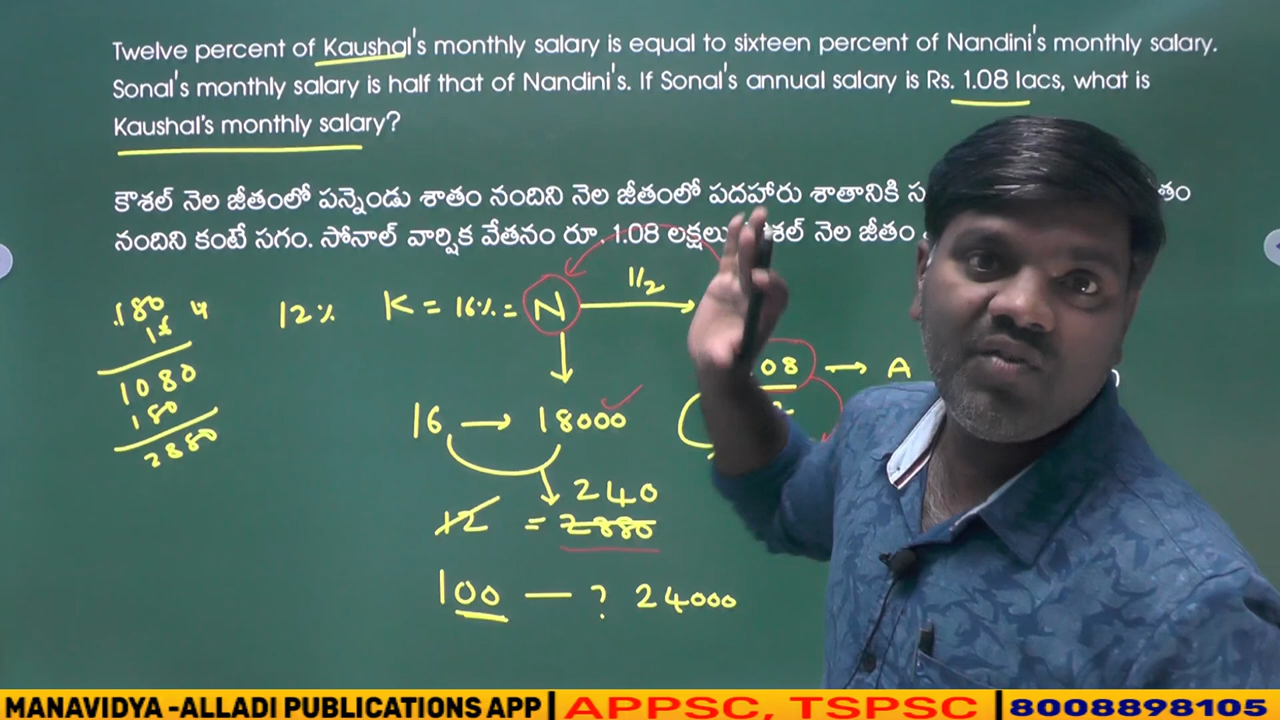 Twelve percent of Kaushal's monthly salary is equal to sixteen percent of Nandini's monthly salary.
Sonal's monthly salary is half that of Nandini's. If Sonal's annual salary is Rs. 1.08 lacs, what is
Kaushal's monthly salary?
కౌశల్ నెల జీతంలో పన్నెండు శాతం నందిని నెల జీతంలో పదహారు శాతానికి స
నందిని కంటే సగం. సోనాల్ వార్షిక వేతనం రూ. 1.08 లక్షలు నెల జీతం
180
1080
180
2880
12% K = 16% = N 1/2
08 → A
16 → 18000
240
12 = 2880
100 — ? 24000
MANAVIDYA -ALLADI PUBLICATIONS APP APPSC, TSPSC 8008898105